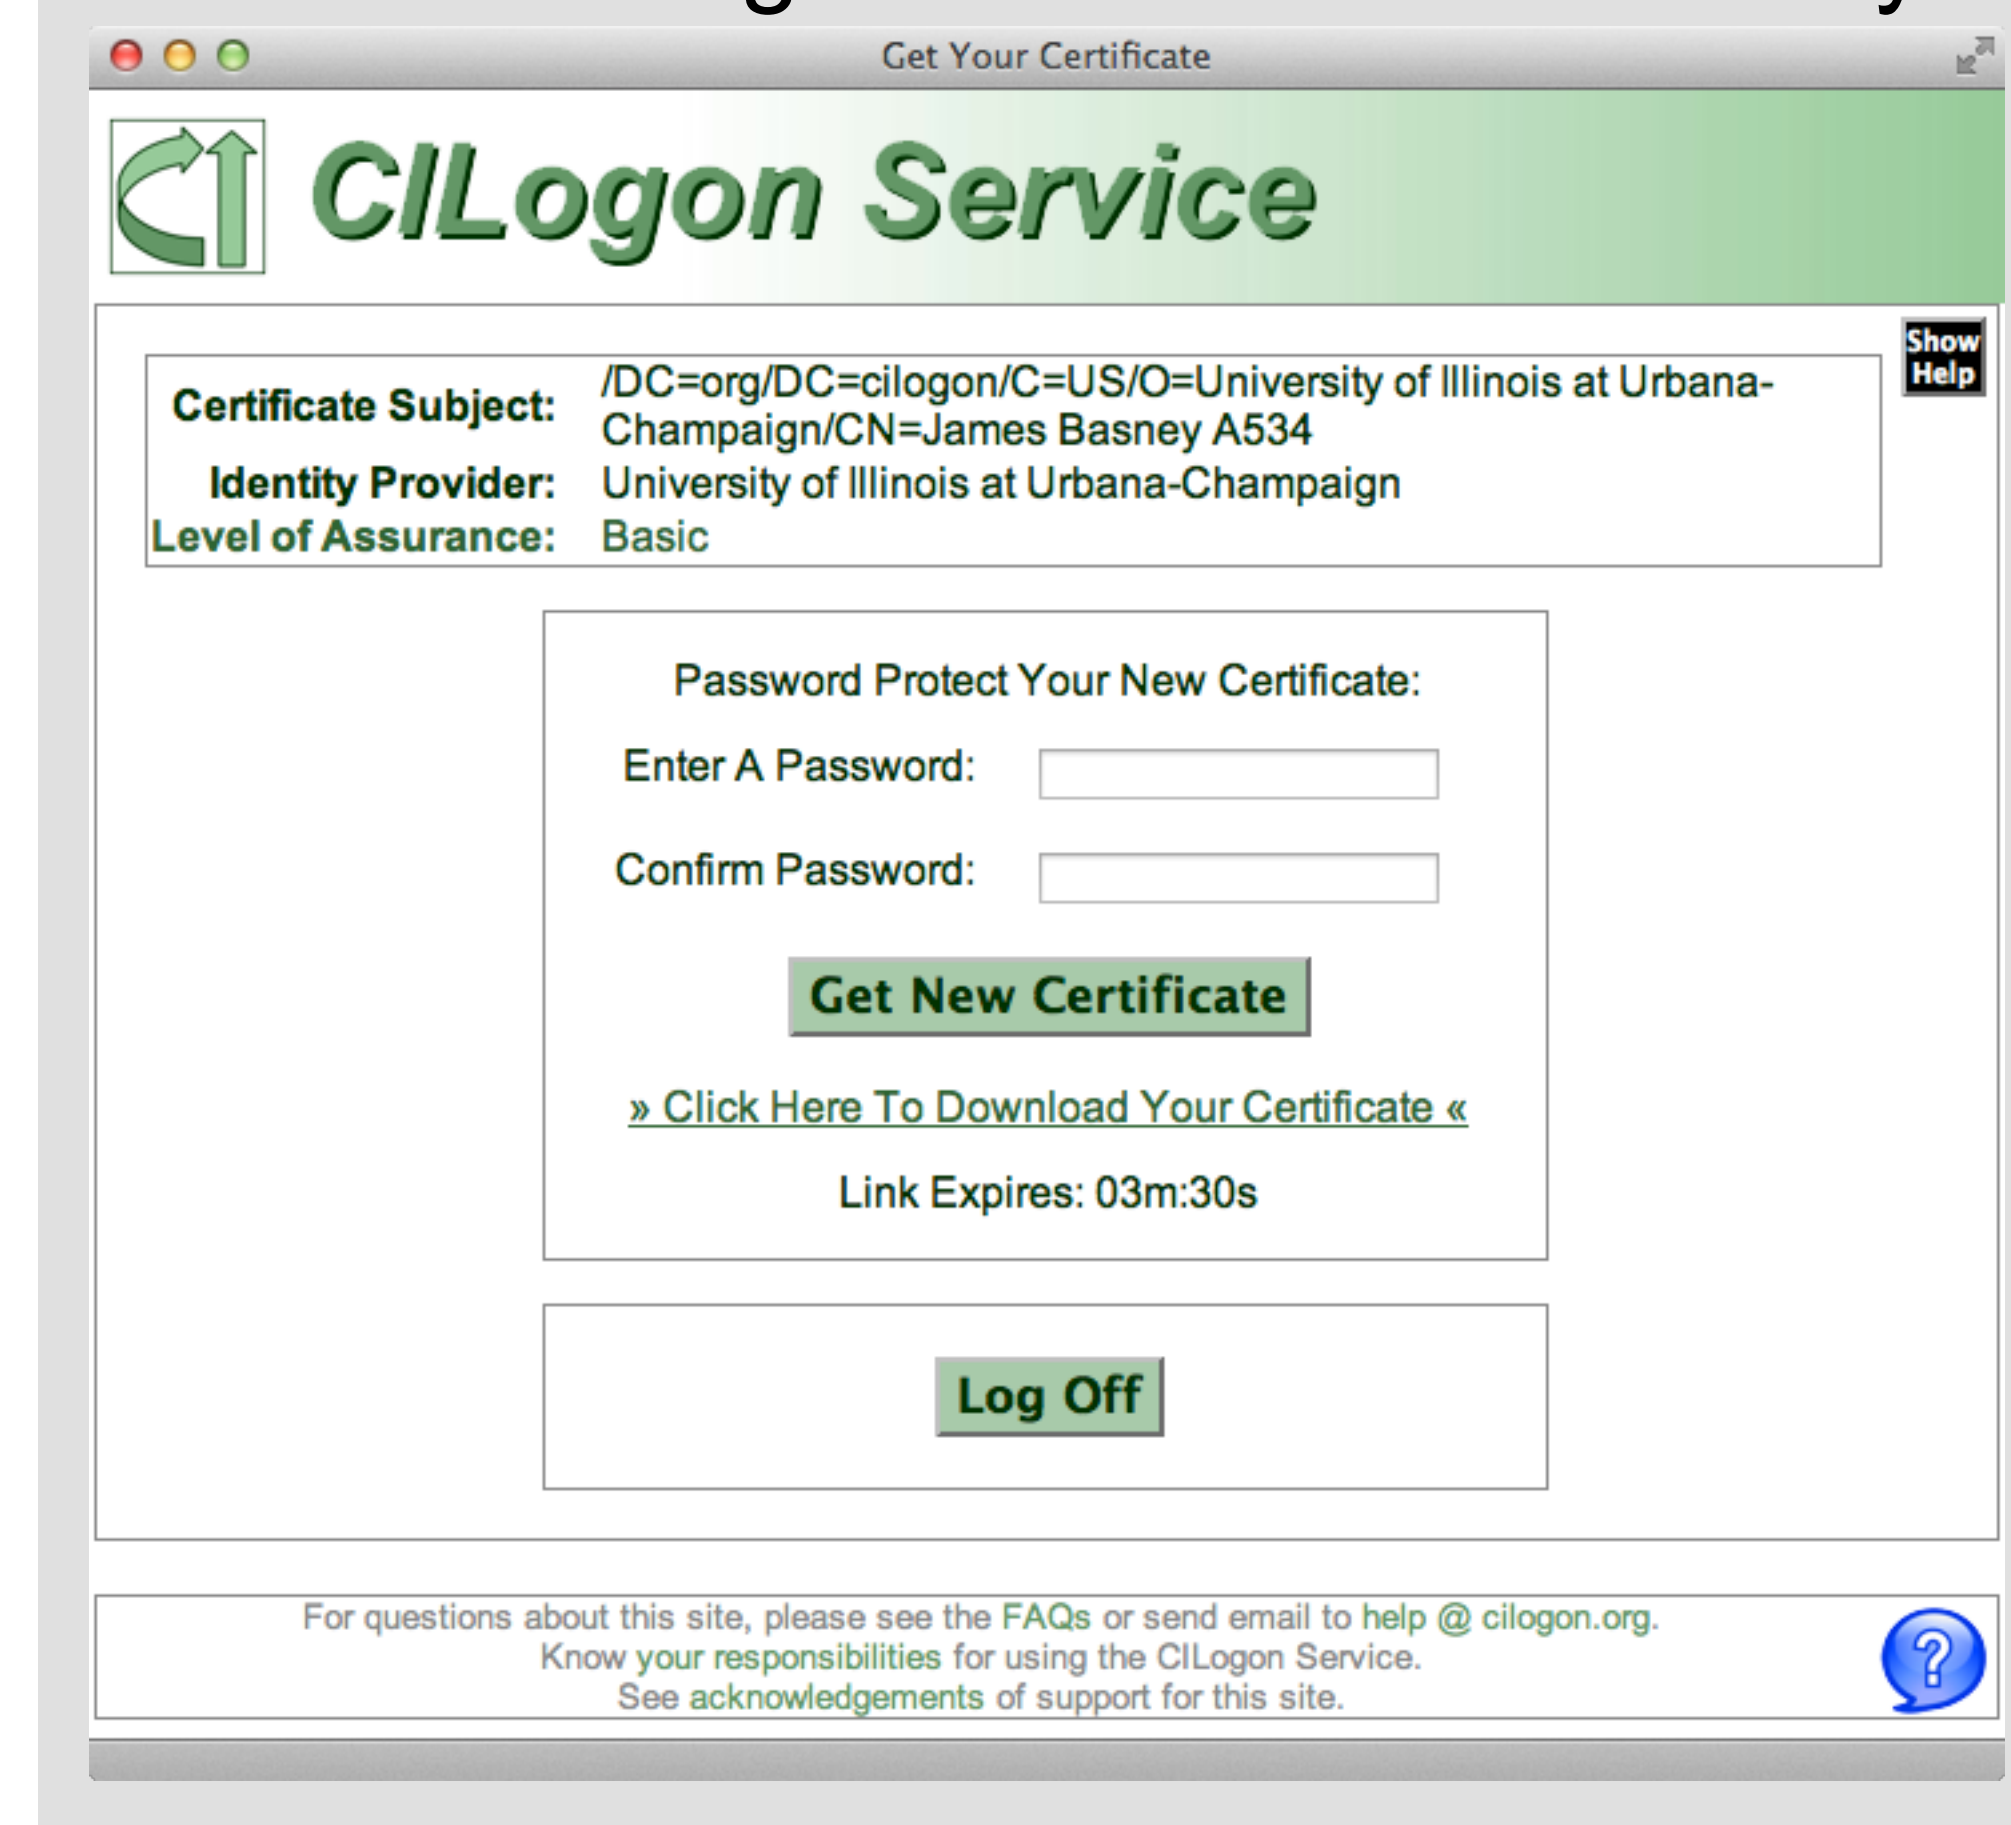 Get Your Certificate
CILogon Service
Show
Help
Certificate Subject: /DC=org/DC=cilogon/C=US/O=University of Illinois at Urbana-
Champaign/CN=James Basney A534
Identity Provider: University of Illinois at Urbana-Champaign
Level of Assurance: Basic
Password Protect Your New Certificate:
Enter A Password:
Confirm Password:
Get New Certificate
» Click Here To Download Your Certificate «
Link Expires: 03m:30s
Log Off
For questions about this site, please see the FAQs or send email to help @ cilogon.org.
Know your responsibilities for using the CILogon Service.
See acknowledgements of support for this site.
?